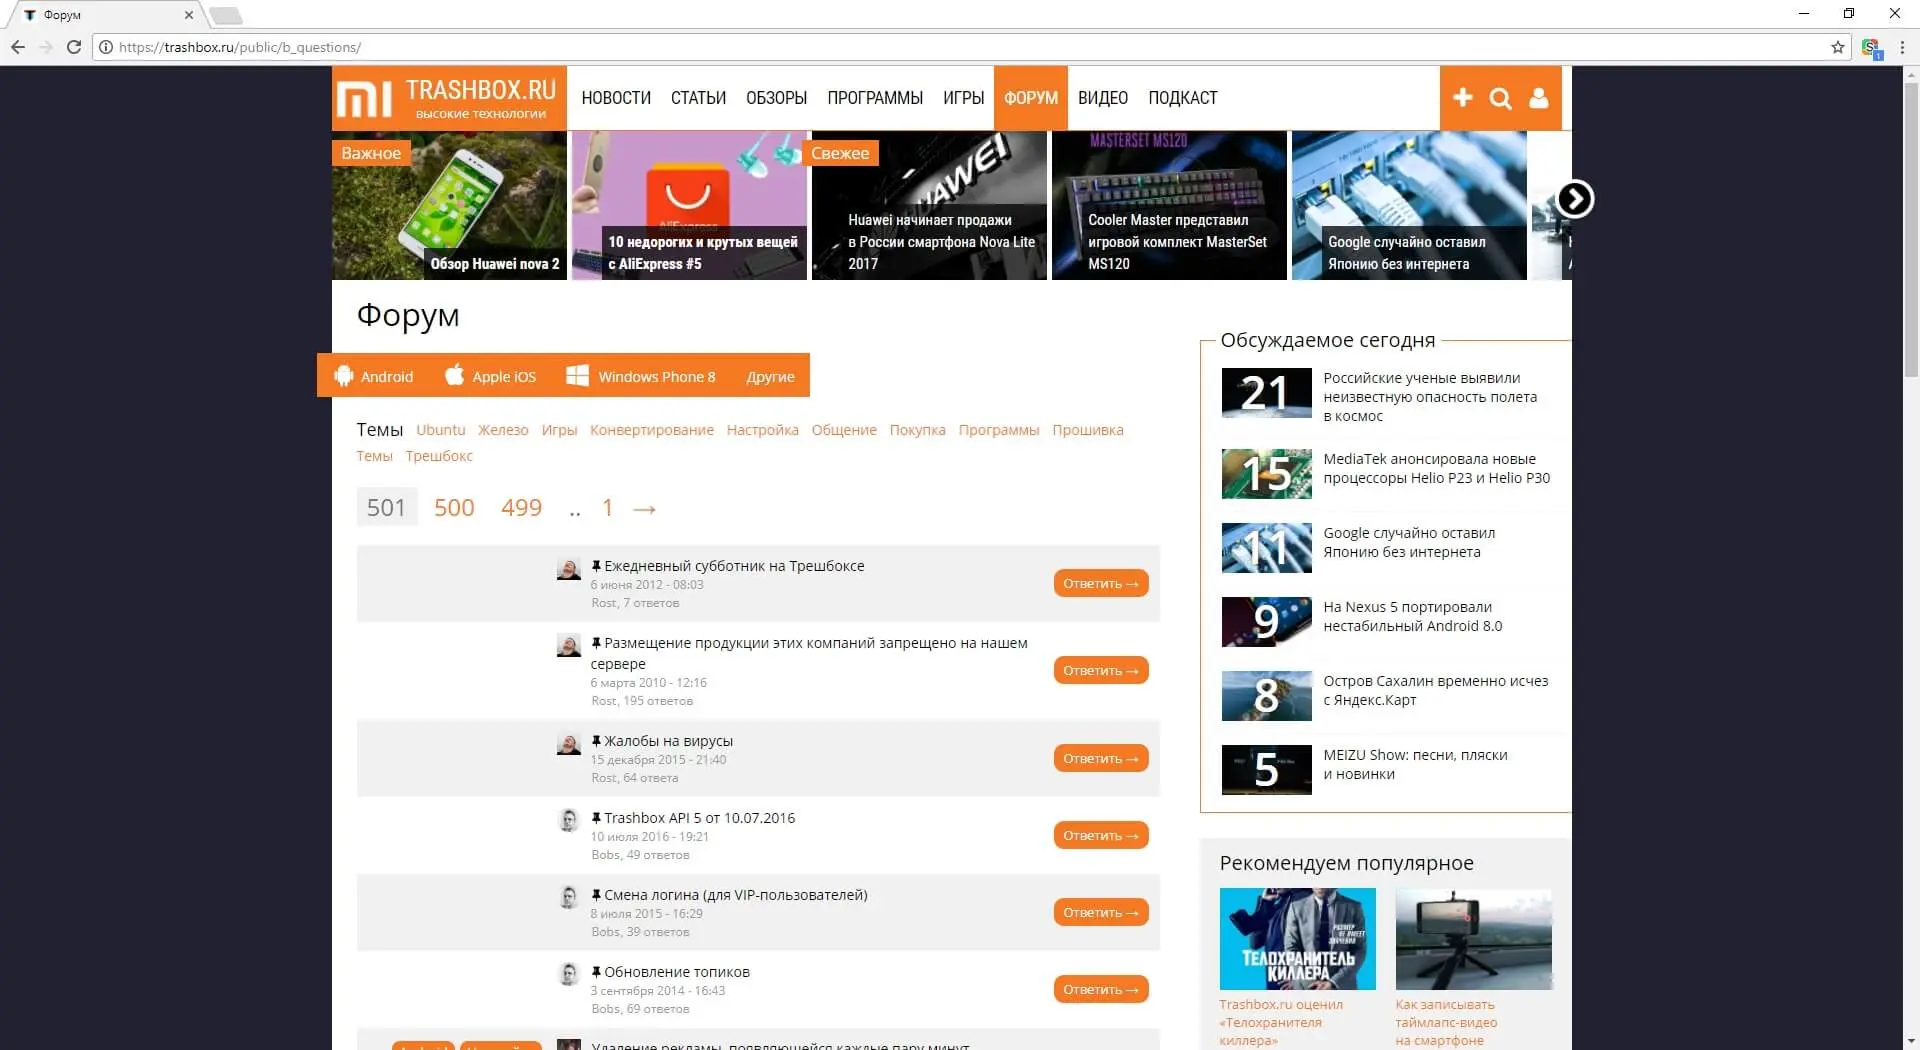 Форум
https://trashbox.ru/public/b_questions/
TRASHBOX.RU
высокие технологии
НОВОСТИ СТАТЬИ ОБЗОРЫ ПРОГРАММЫ ИГРЫ ФОРУМ ВИДЕО ПОДКАСТ
Важное
Обзор Huawei nova 2
AliExpress
10 недорогих и крутых вещей
с AliExpress #5
Свежее
HUAWEI
Huawei начинает продажи
в России смартфона Nova Lite
2017
MASTERSET MS120
Cooler Master представил
игровой комплект MasterSet
MS120
Google случайно оставил
Японию без интернета
Форум
Android Apple iOS Windows Phone 8 Другие
Темы Ubuntu Железо Игры Конвертирование Настройка Общение Покупка Программы Прошивка
Темы Трешбокс
501 500 499 .. 1 →
Ежедневный субботник на Трешбоксе
6 июня 2012 - 08:03
Rost, 7 ответов
Ответить →
Размещение продукции этих компаний запрещено на нашем
сервере
6 марта 2010 - 12:16
Rost, 195 ответов
Ответить →
Жалобы на вирусы
15 декабря 2015 - 21:40
Rost, 64 ответа
Ответить →
Trashbox API 5 от 10.07.2016
10 июля 2016 - 19:21
Bobs, 49 ответов
Ответить →
Смена логина (для VIP-пользователей)
8 июля 2015 - 16:29
Bobs, 39 ответов
Ответить →
Обновление топиков
3 сентября 2014 - 16:43
Bobs, 69 ответов
Ответить →
Удаление рекламы, появляющейся каждые пару минут
Обсуждаемое сегодня
21
Российские ученые выявили
неизвестную опасность полета
в космос
15
MediaTek анонсировала новые
процессоры Helio P23 и Helio P30
11
Google случайно оставил
Японию без интернета
9
На Nexus 5 портировали
нестабильный Android 8.0
8
Остров Сахалин временно исчез
с Яндекс.Карт
5
MEIZU Show: песни, пляски
и новинки
Рекомендуем популярное
РАЗМЕР
НЕ ИМЕЕТ
ЗНАЧЕНИЯ
ТЕЛОХРАНИТЕЛЬ
КИЛЛЕРА
Trashbox.ru оценил
«Телохранителя
киллера»
Как записывать
таймлапс-видео
на смартфоне